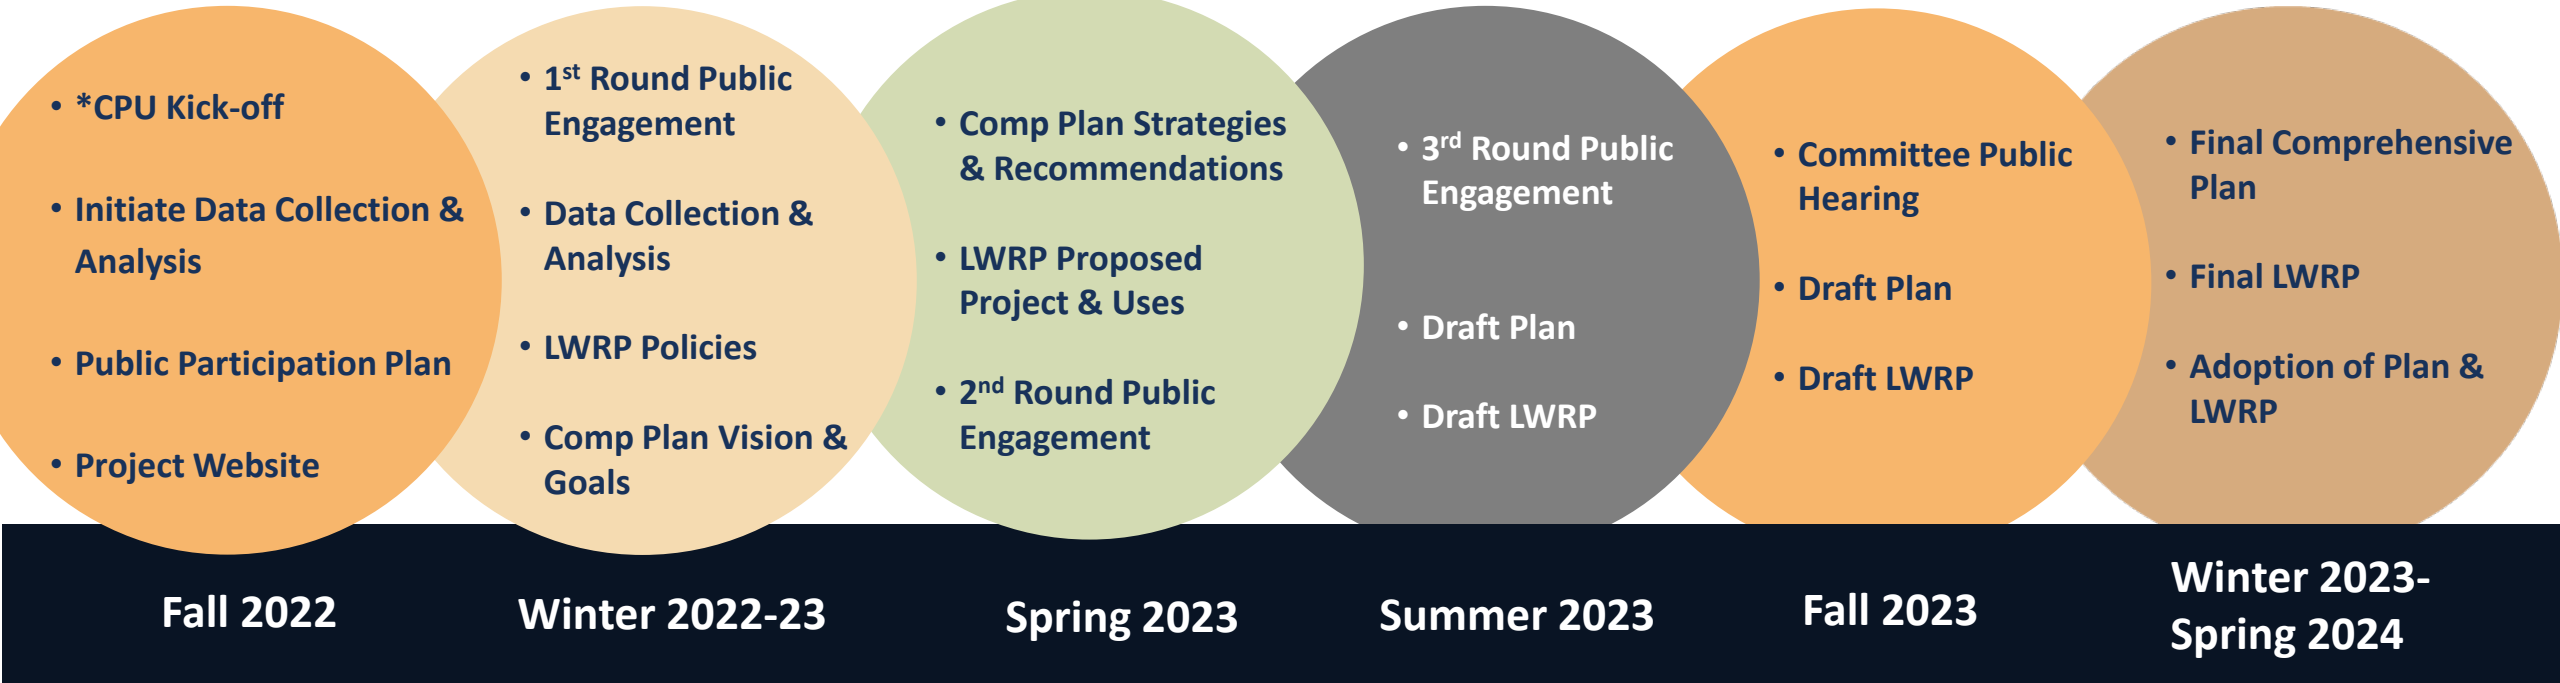 • *CPU Kick-off
• Initiate Data Collection &
Analysis
• Public Participation Plan
• Project Website
Fall 2022
• 1st Round Public
Engagement
• Data Collection &
Analysis
• LWRP Policies
• Comp Plan Vision &
Goals
Winter 2022-23
• Comp Plan Strategies
& Recommendations
• LWRP Proposed
Project & Uses
• 2nd Round Public
Engagement
Spring 2023
• 3rd Round Public
Engagement
• Draft Plan
• Draft LWRP
Summer 2023
• Committee Public
Hearing
• Draft Plan
• Draft LWRP
Fall 2023
• Final Comprehensive
Plan
• Final LWRP
• Adoption of Plan &
LWRP
Winter 2023-
Spring 2024